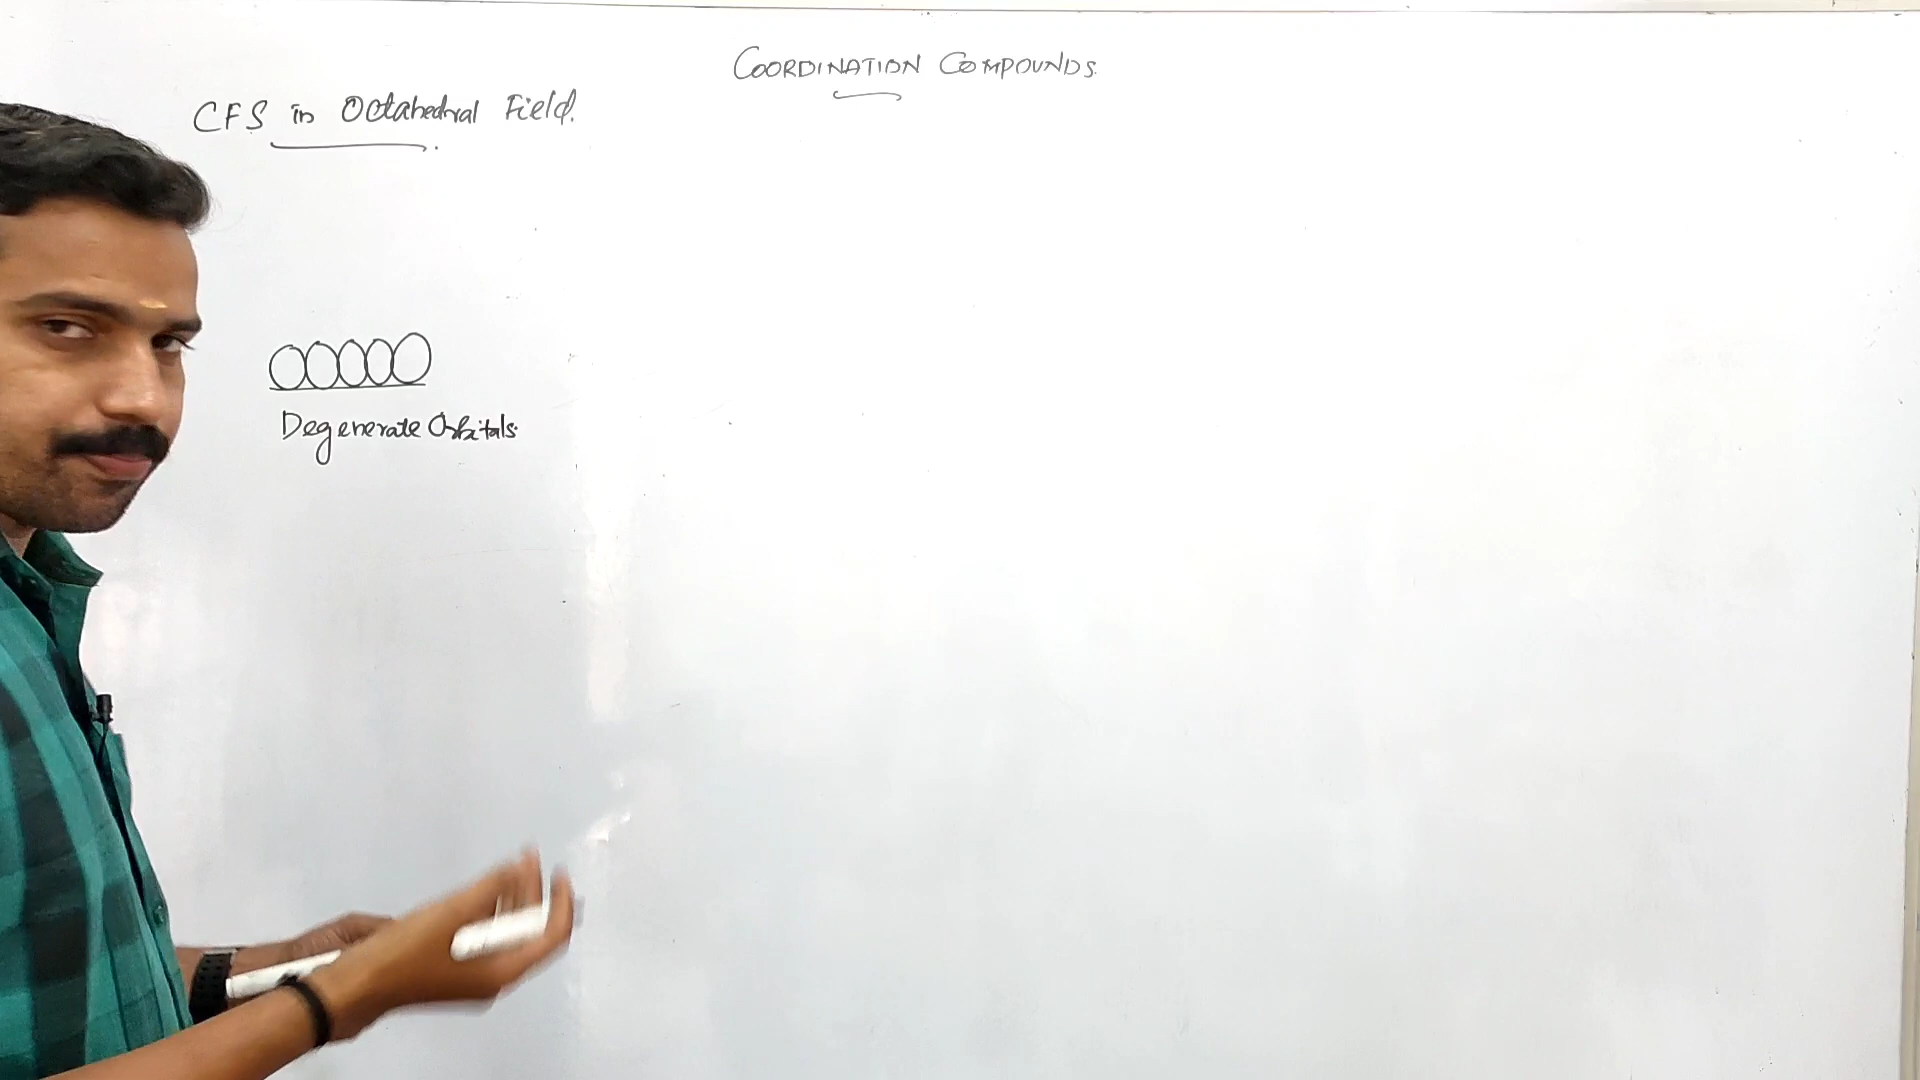 COORDINATION COMPOUNDS.
CFS in Octahedral Field.
Degenerate Orbitals.